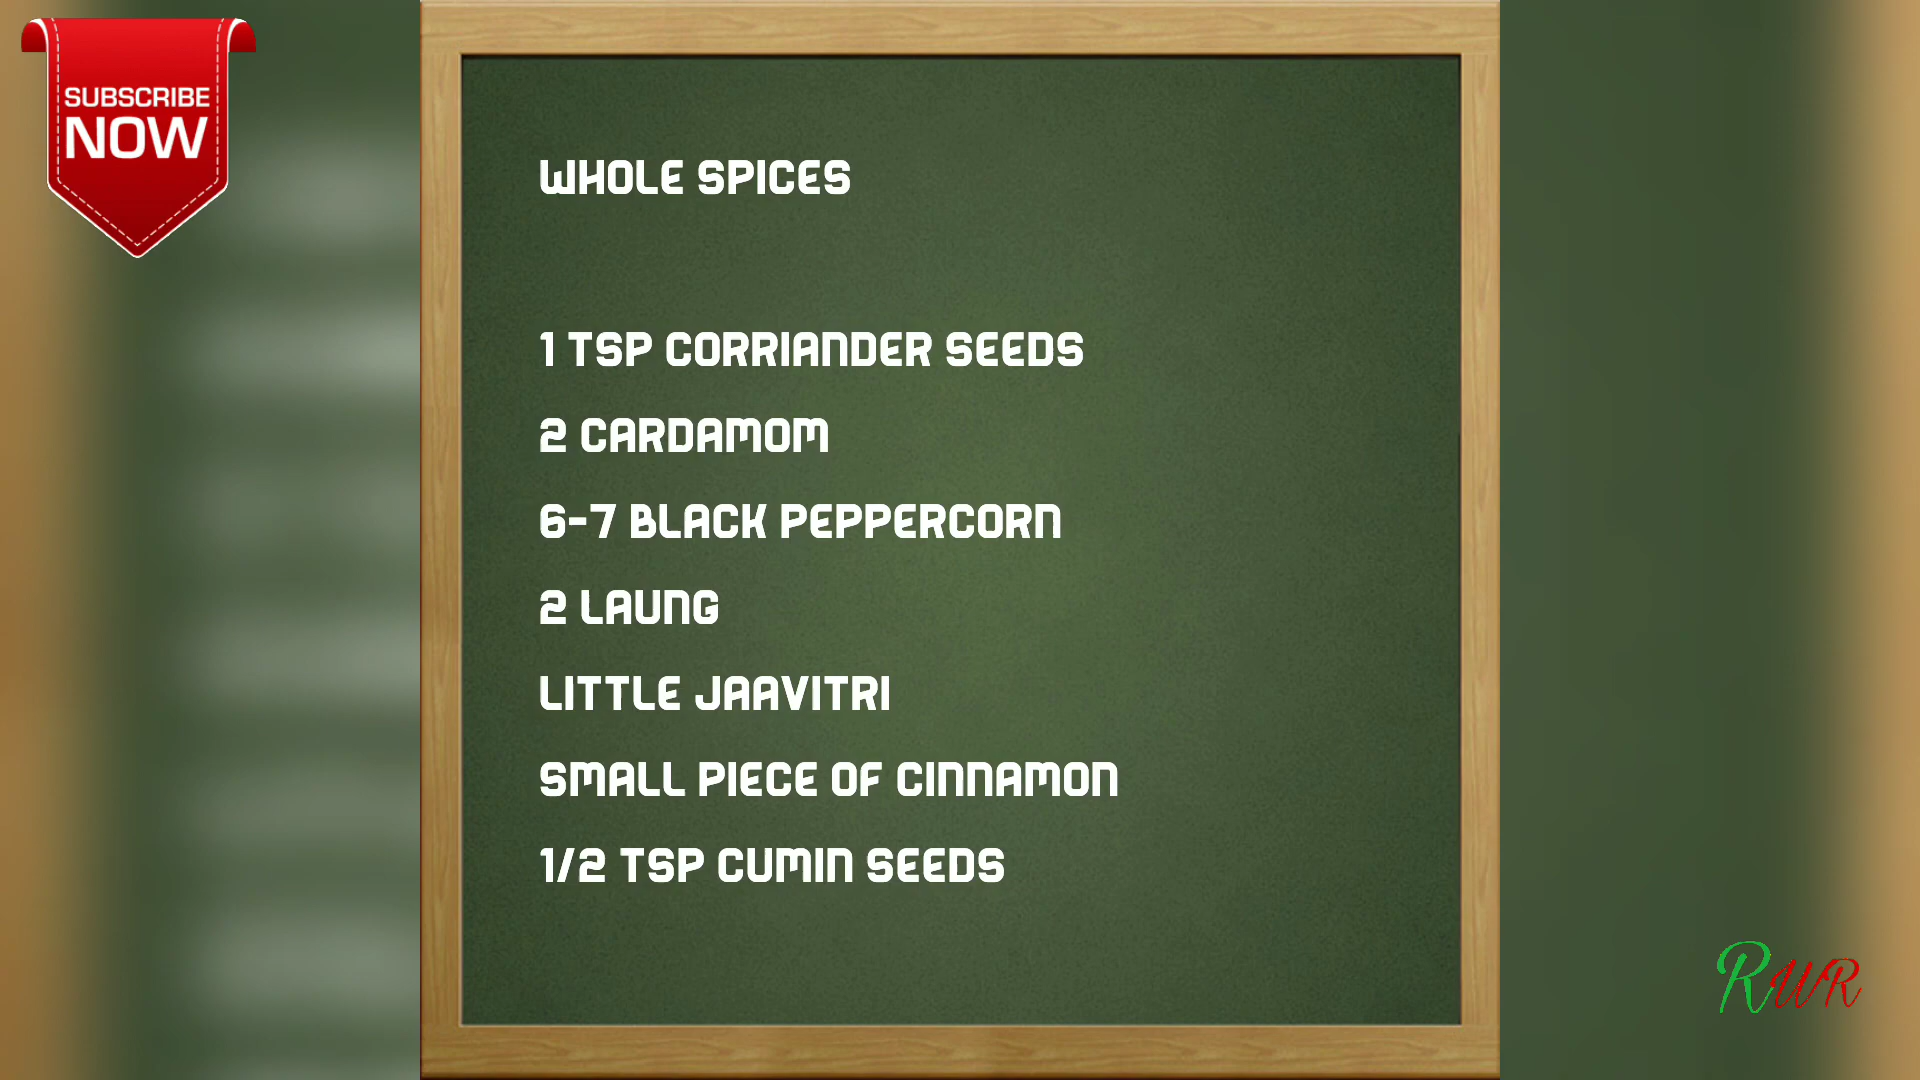 SUBSCRIBE
NOW
WHOLE SPICES
1 TSP CORRIANDER SEEDS
2 CARDAMOM
6-7 BLACK PEPPERCORN
2 LAUNG
LITTLE JAAVITRI
SMALL PIECE OF CINNAMON
1/2 TSP CUMIN SEEDS
RWR